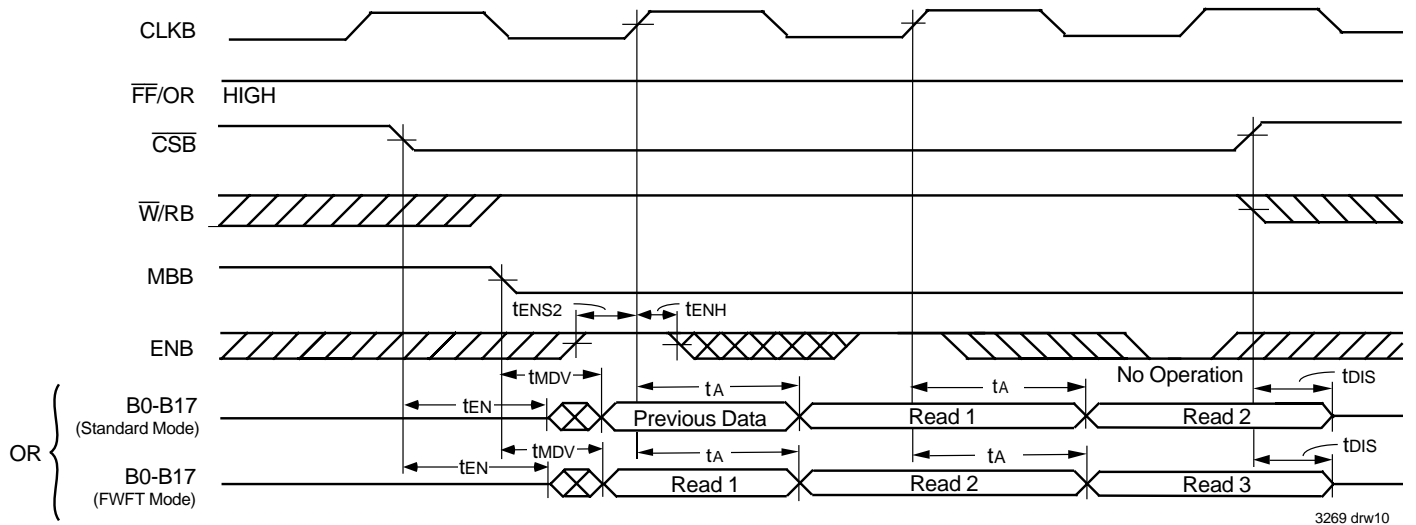 CLKB
FF/OR HIGH
CSB
W/RB
MBB
tENS2 tENH
ENB
No Operation
tMDV tA tA tDIS
tEN
B0-B17 Previous Data Read 1 Read 2
(Standard Mode)
OR
tMDV tA tA tDIS
tEN
B0-B17 Read 1 Read 2 Read 3
(FWFT Mode)
3269 drw10